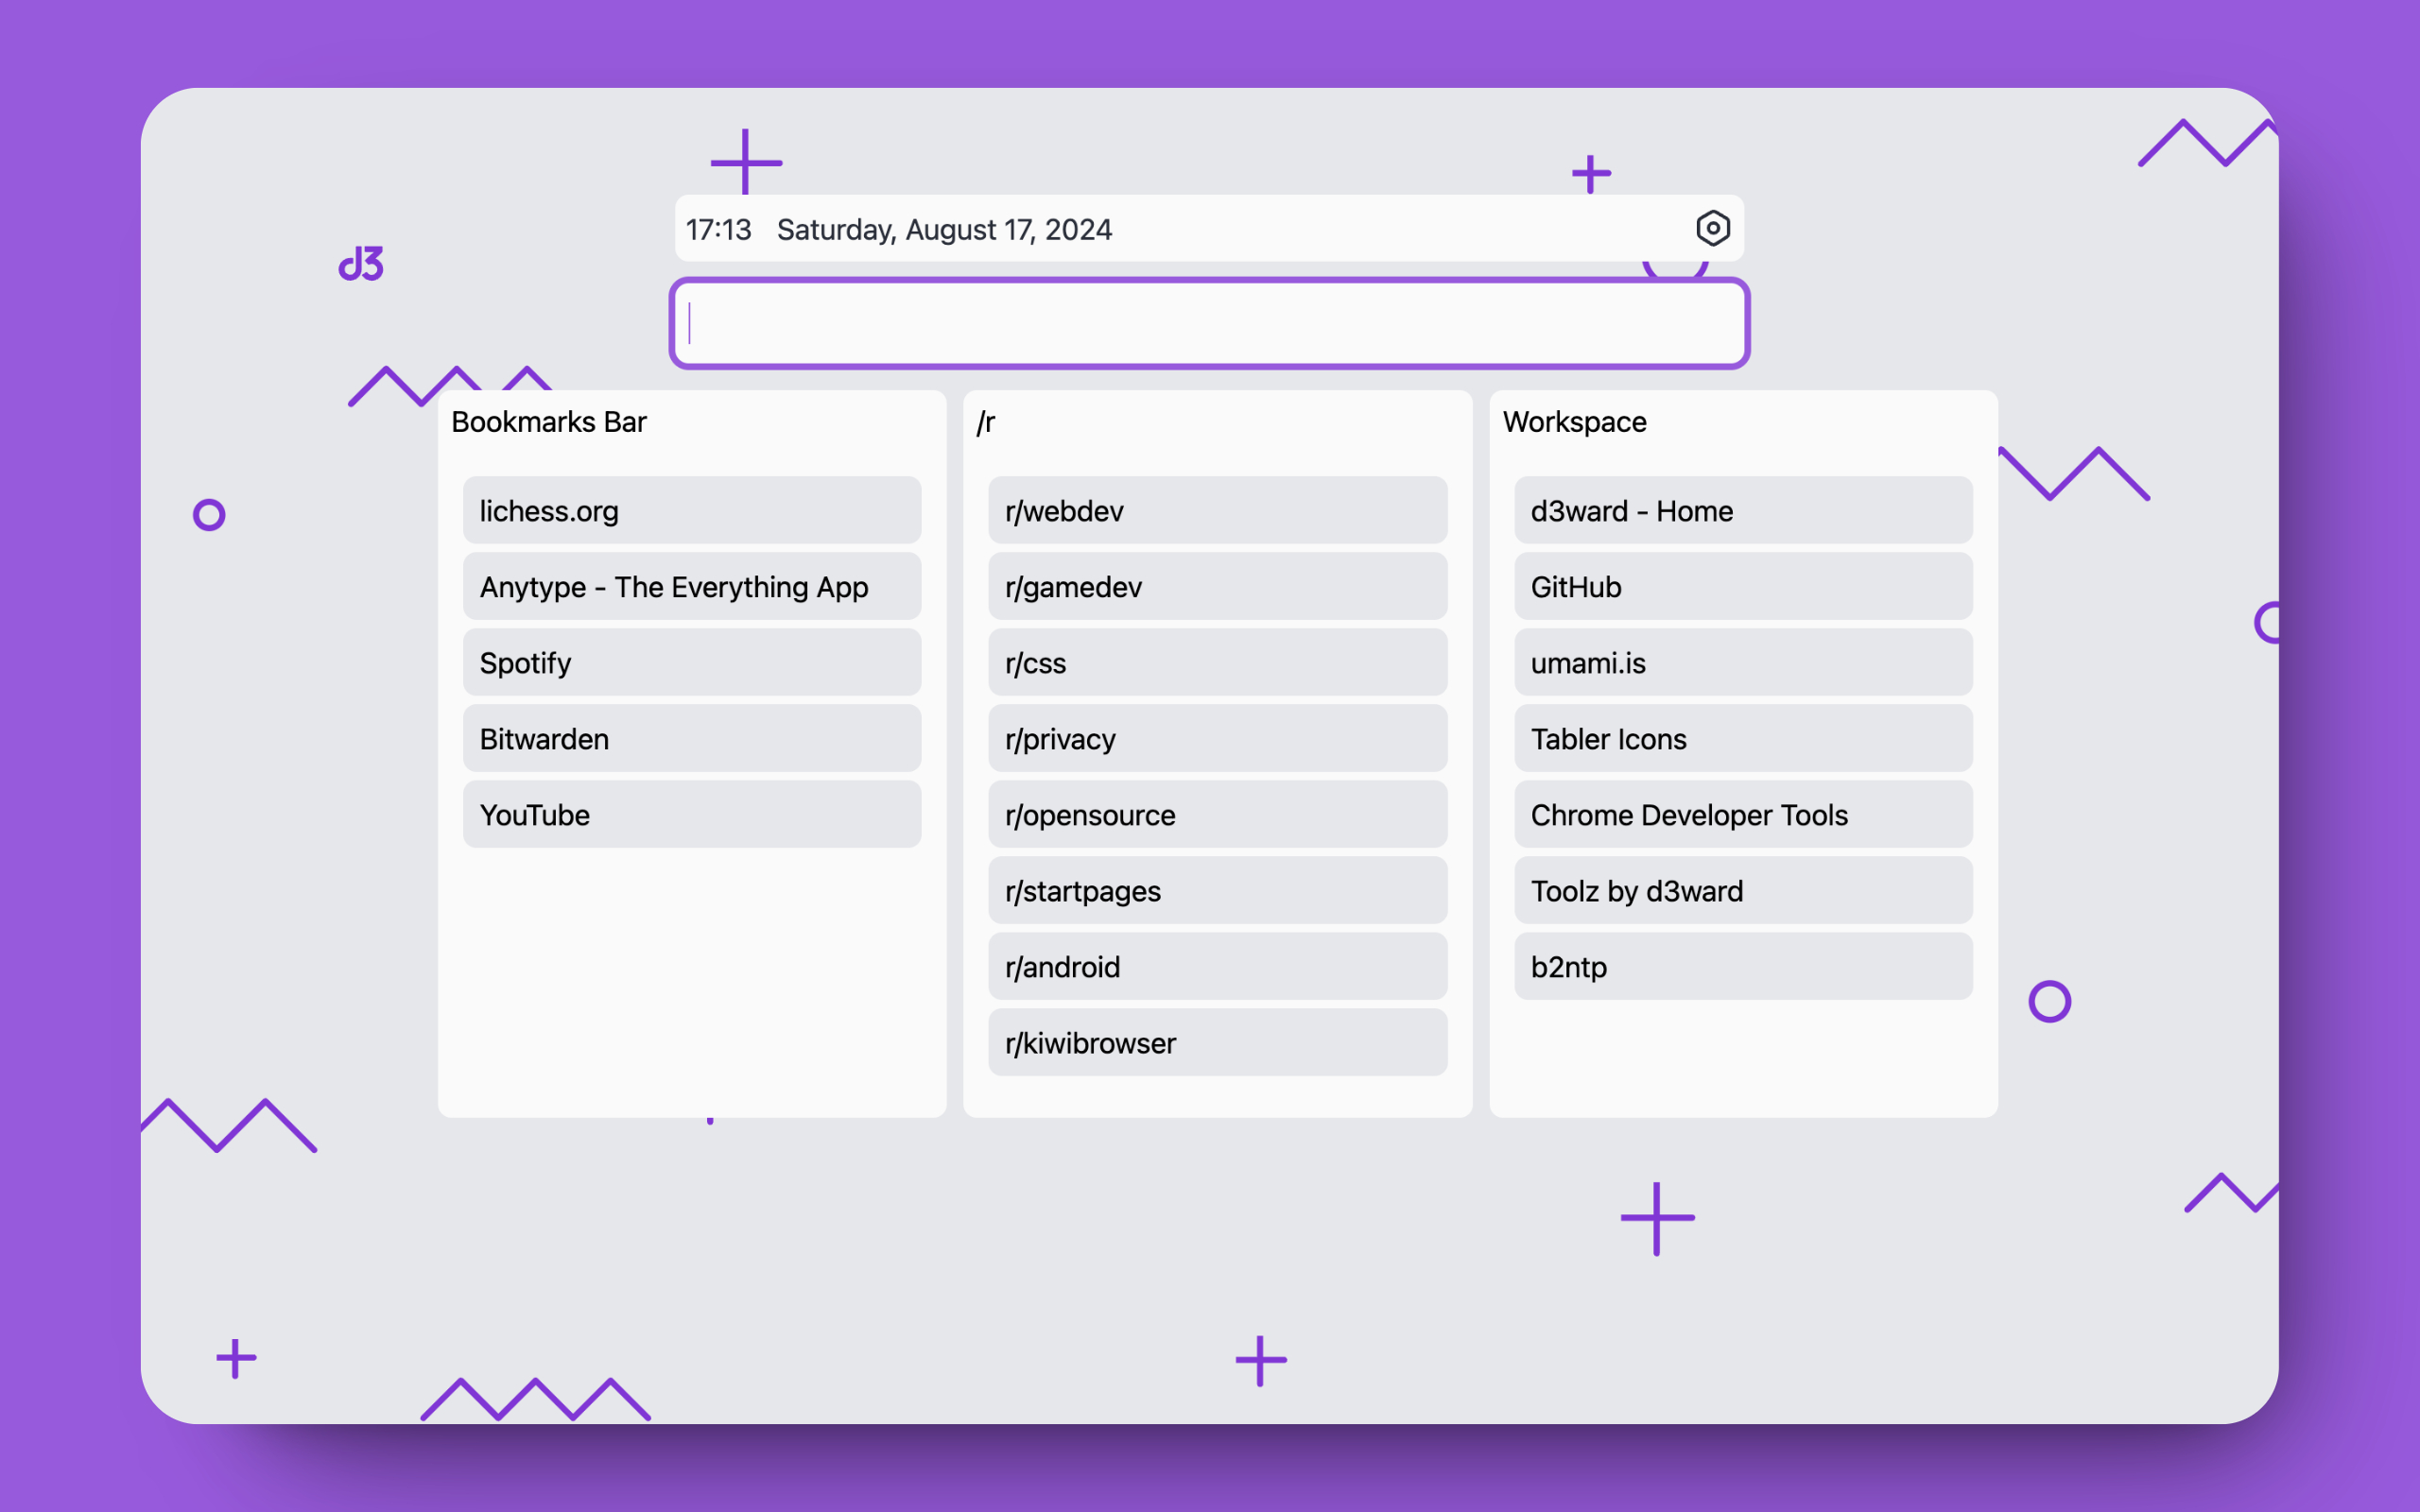 17:13 Saturday, August 17, 2024
d3
Bookmarks Bar
lichess.org
Anytype - The Everything App
Spotify
Bitwarden
YouTube
/r
r/webdev
r/gamedev
r/css
r/privacy
r/opensource
r/startpages
r/android
r/kiwibrowser
Workspace
d3ward - Home
GitHub
umami.is
Tabler Icons
Chrome Developer Tools
Toolz by d3ward
b2ntp